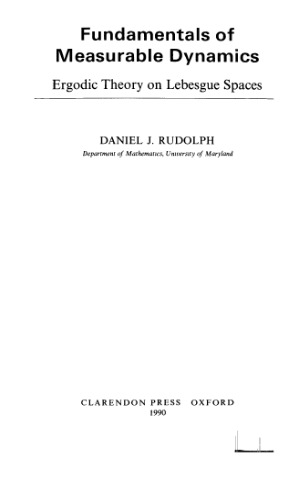 Fundamentals of
Measurable Dynamics
Ergodic Theory on Lebesgue Spaces
DANIEL J. RUDOLPH
Department of Mathematics, University of Maryland
CLARENDON PRESS OXFORD
1990